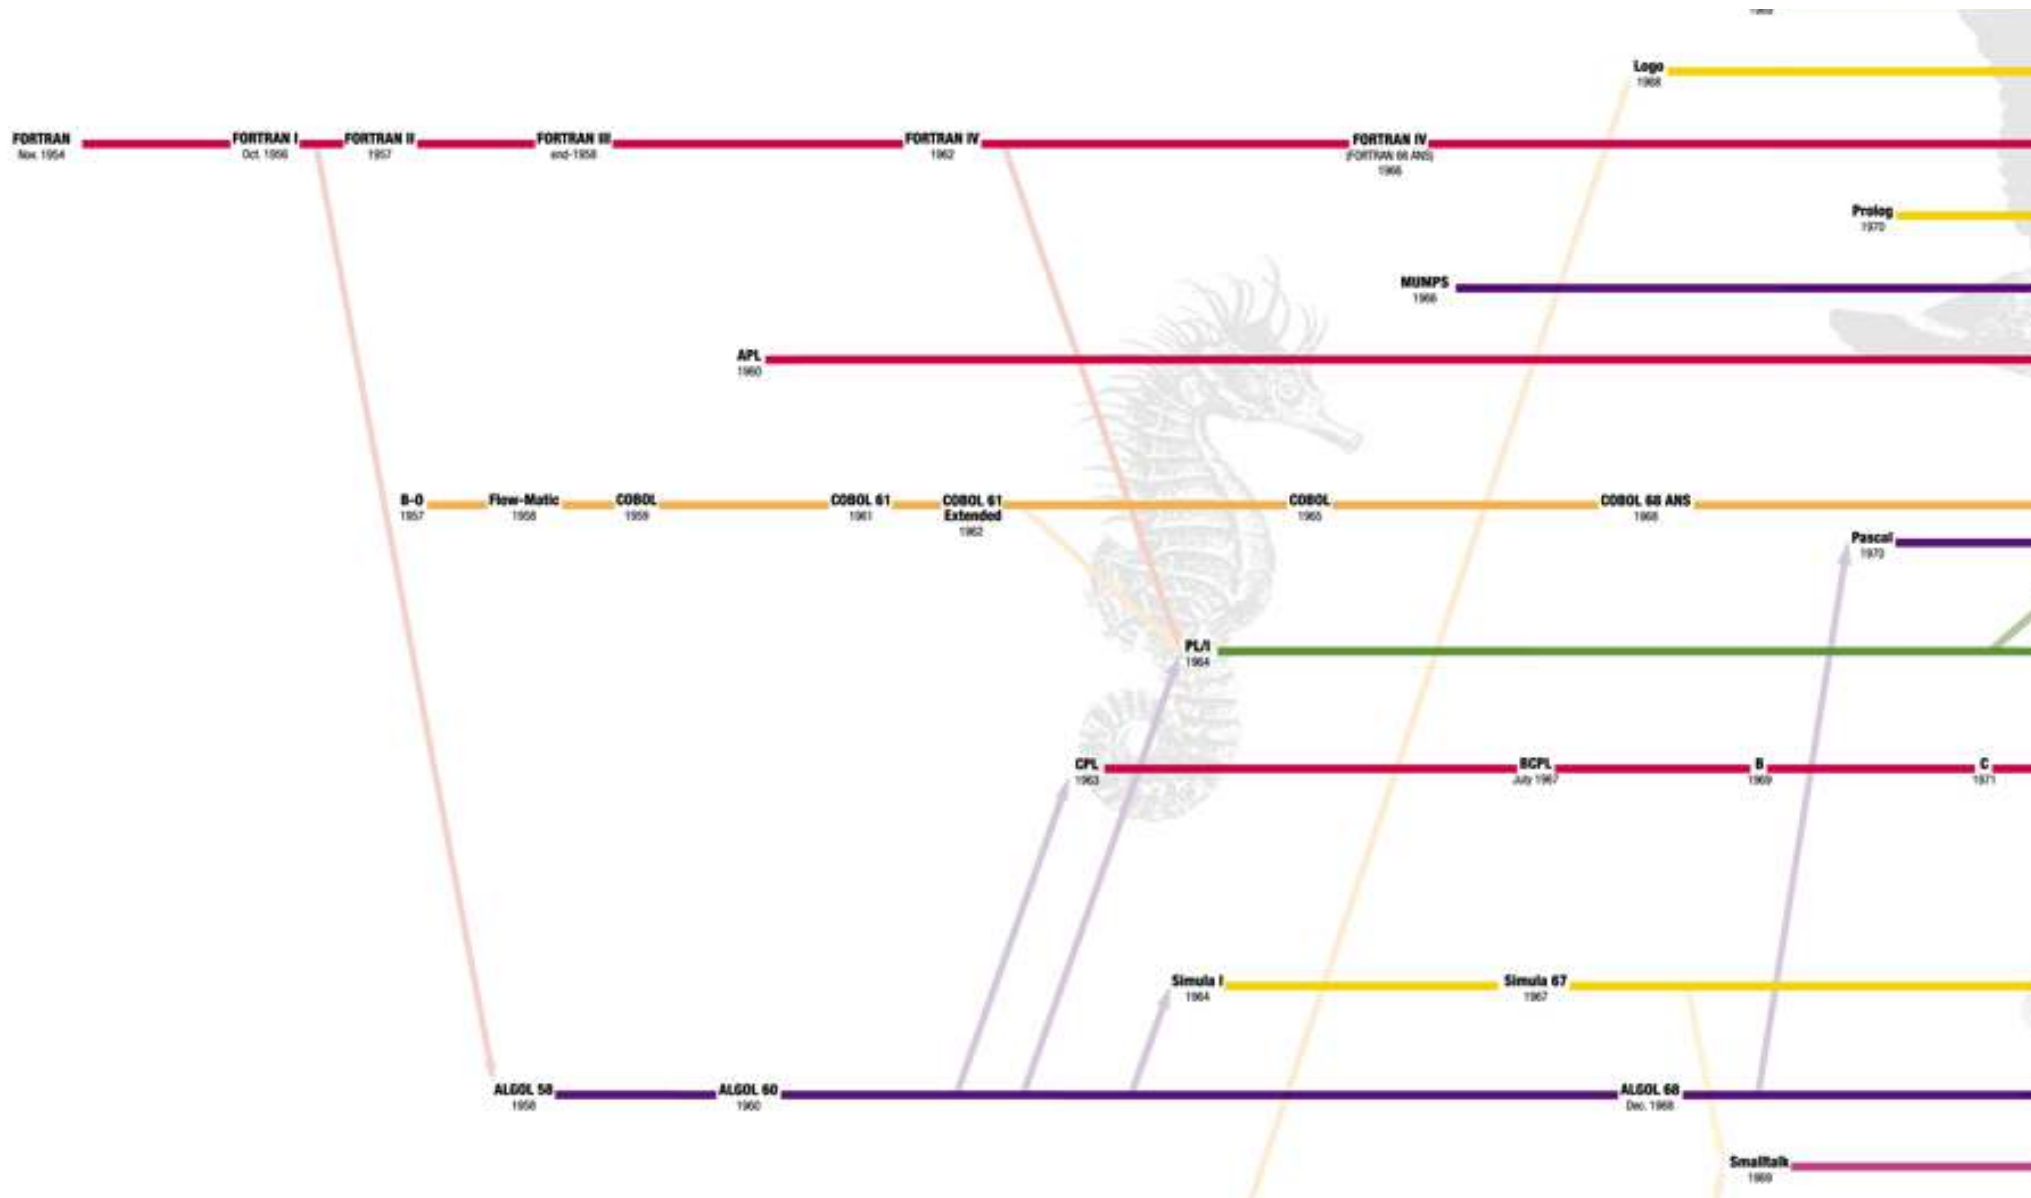 1969
Logo
1968
FORTRAN
Nov. 1954
FORTRAN I
Oct. 1956
FORTRAN II
1957
FORTRAN III
end-1958
FORTRAN IV
1962
FORTRAN IV
(FORTRAN 66 ANS)
1966
Prolog
1970
MUMPS
1966
APL
1960
B-O
1957
Flow-Matic
1958
COBOL
1959
COBOL 61
1961
COBOL 61
Extended
1962
COBOL
1965
COBOL 68 ANS
1968
Pascal
1970
PL/I
1964
CPL
1963
BCPL
July 1967
B
1969
C
1971
Simula I
1964
Simula 67
1967
ALGOL 58
1958
ALGOL 60
1960
ALGOL 68
Dec. 1968
Smalltalk
1969